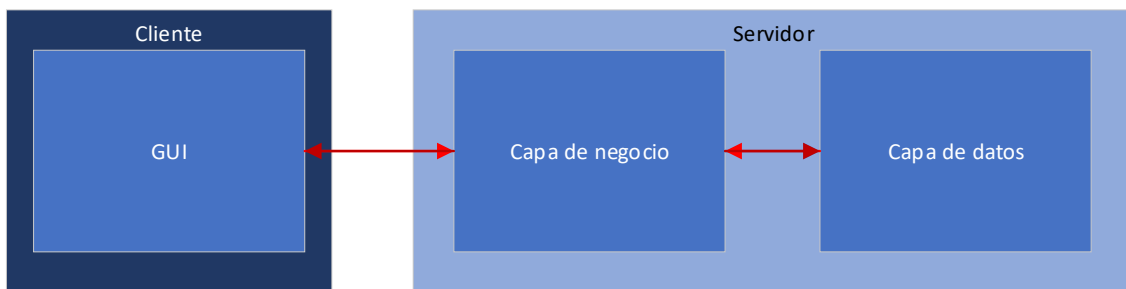 Cliente
GUI
Servidor
Capa de negocio
Capa de datos